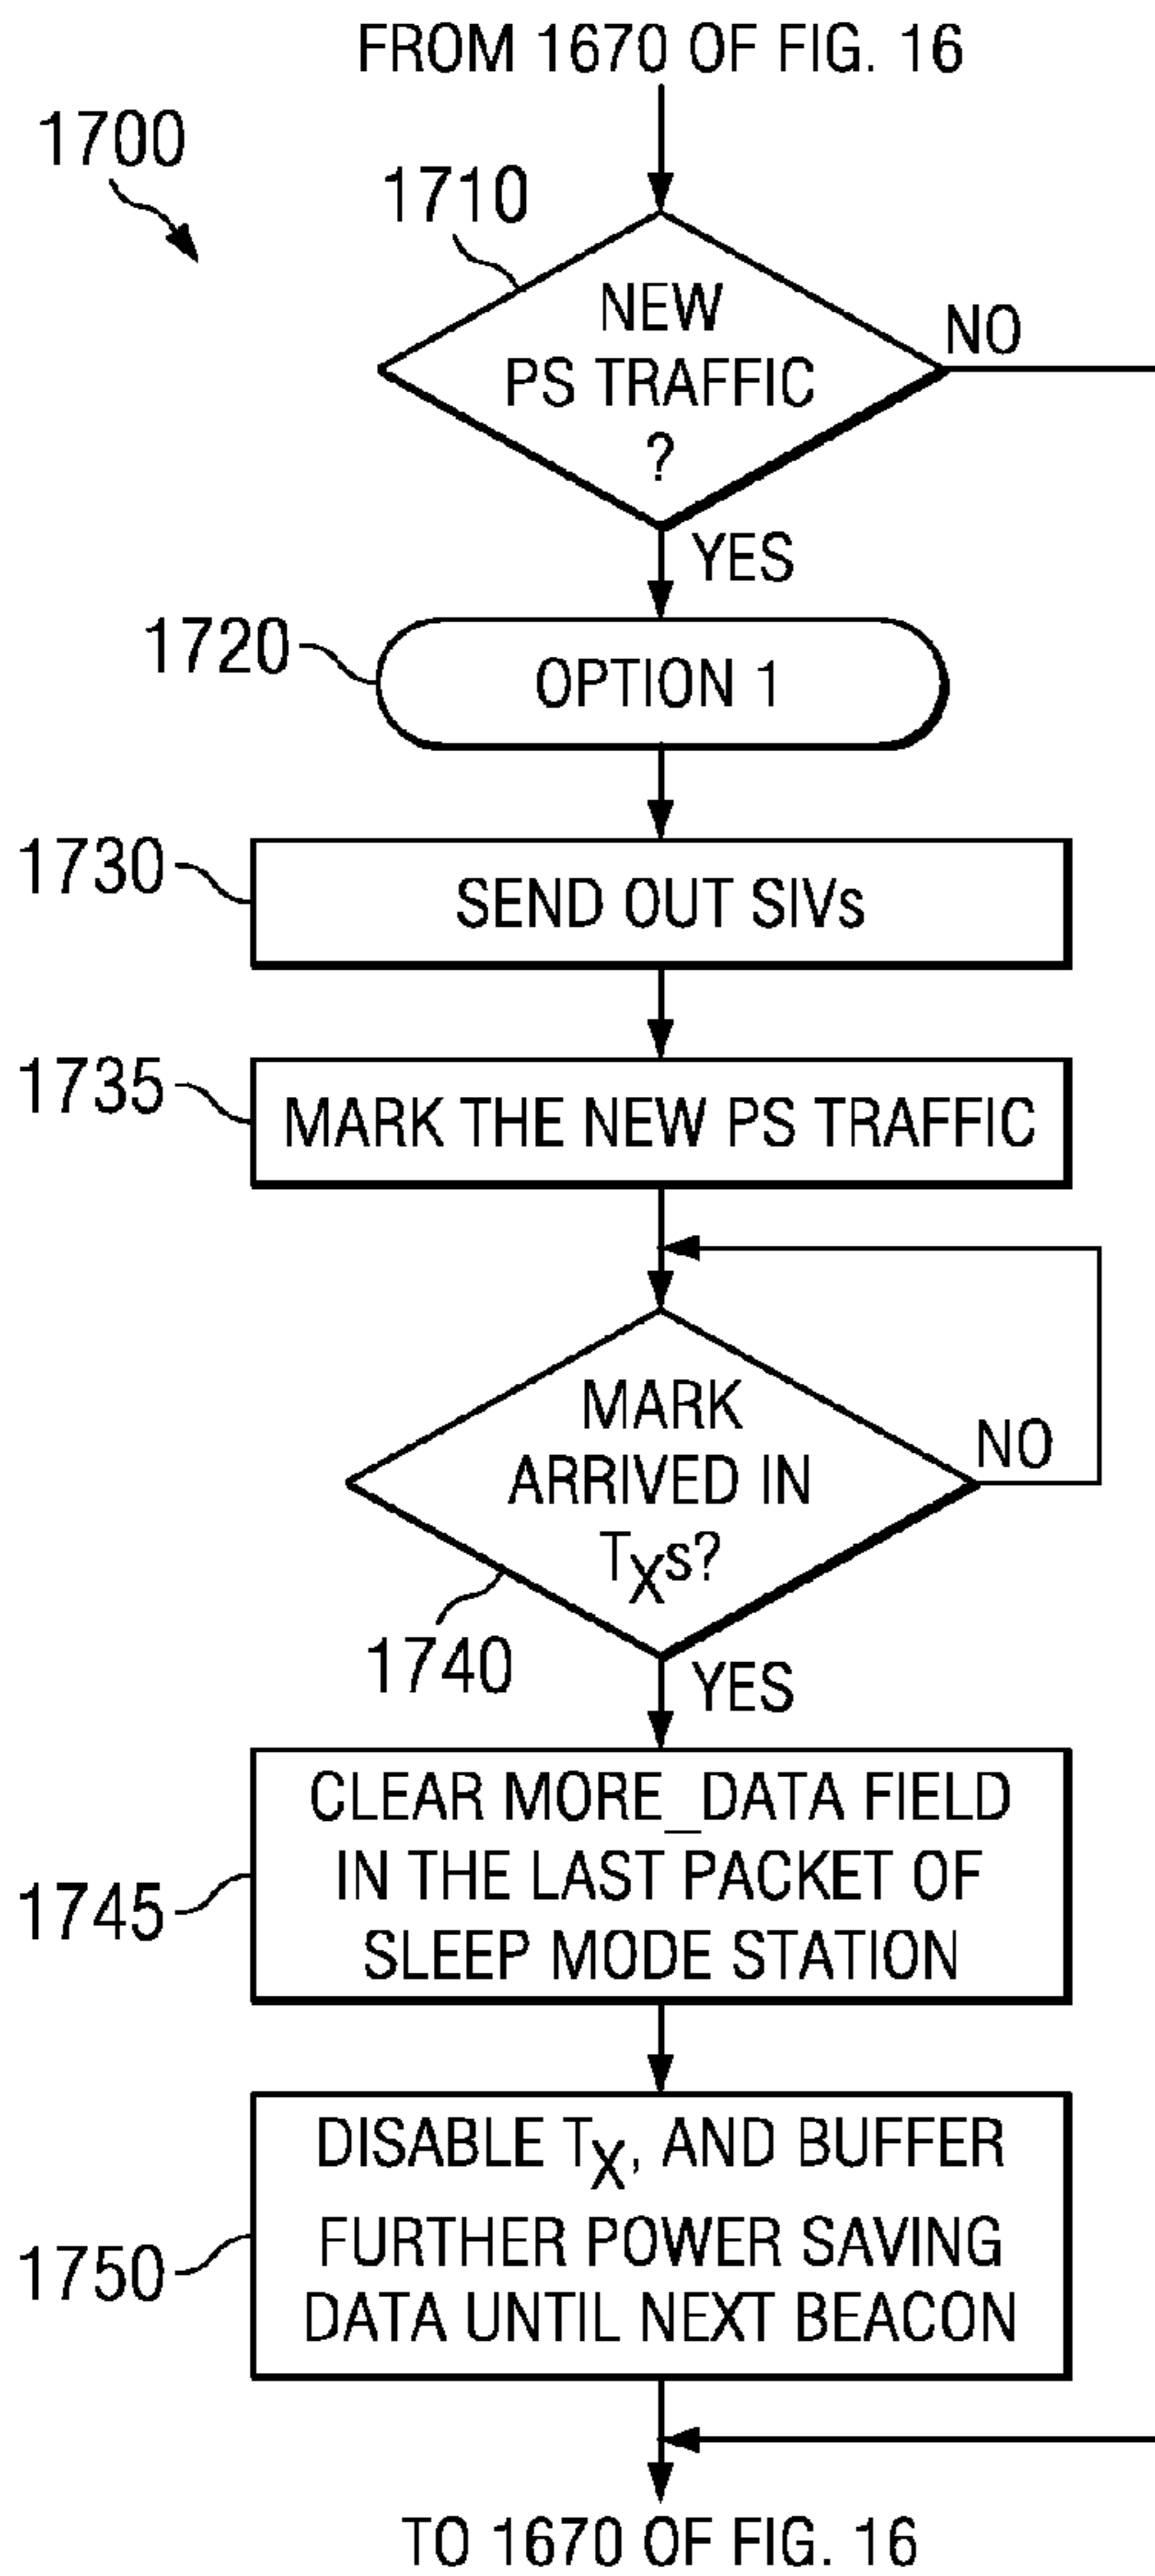 FROM 1670 OF FIG. 16
1700
1710
NEW
PS TRAFFIC
?
NO
YES
1720
OPTION 1
1730
SEND OUT SIVs
1735
MARK THE NEW PS TRAFFIC
MARK
ARRIVED IN
TXs?
NO
1740
YES
CLEAR MORE_DATA FIELD
IN THE LAST PACKET OF
SLEEP MODE STATION
1745
DISABLE TX, AND BUFFER
FURTHER POWER SAVING
DATA UNTIL NEXT BEACON
1750
TO 1670 OF FIG. 16